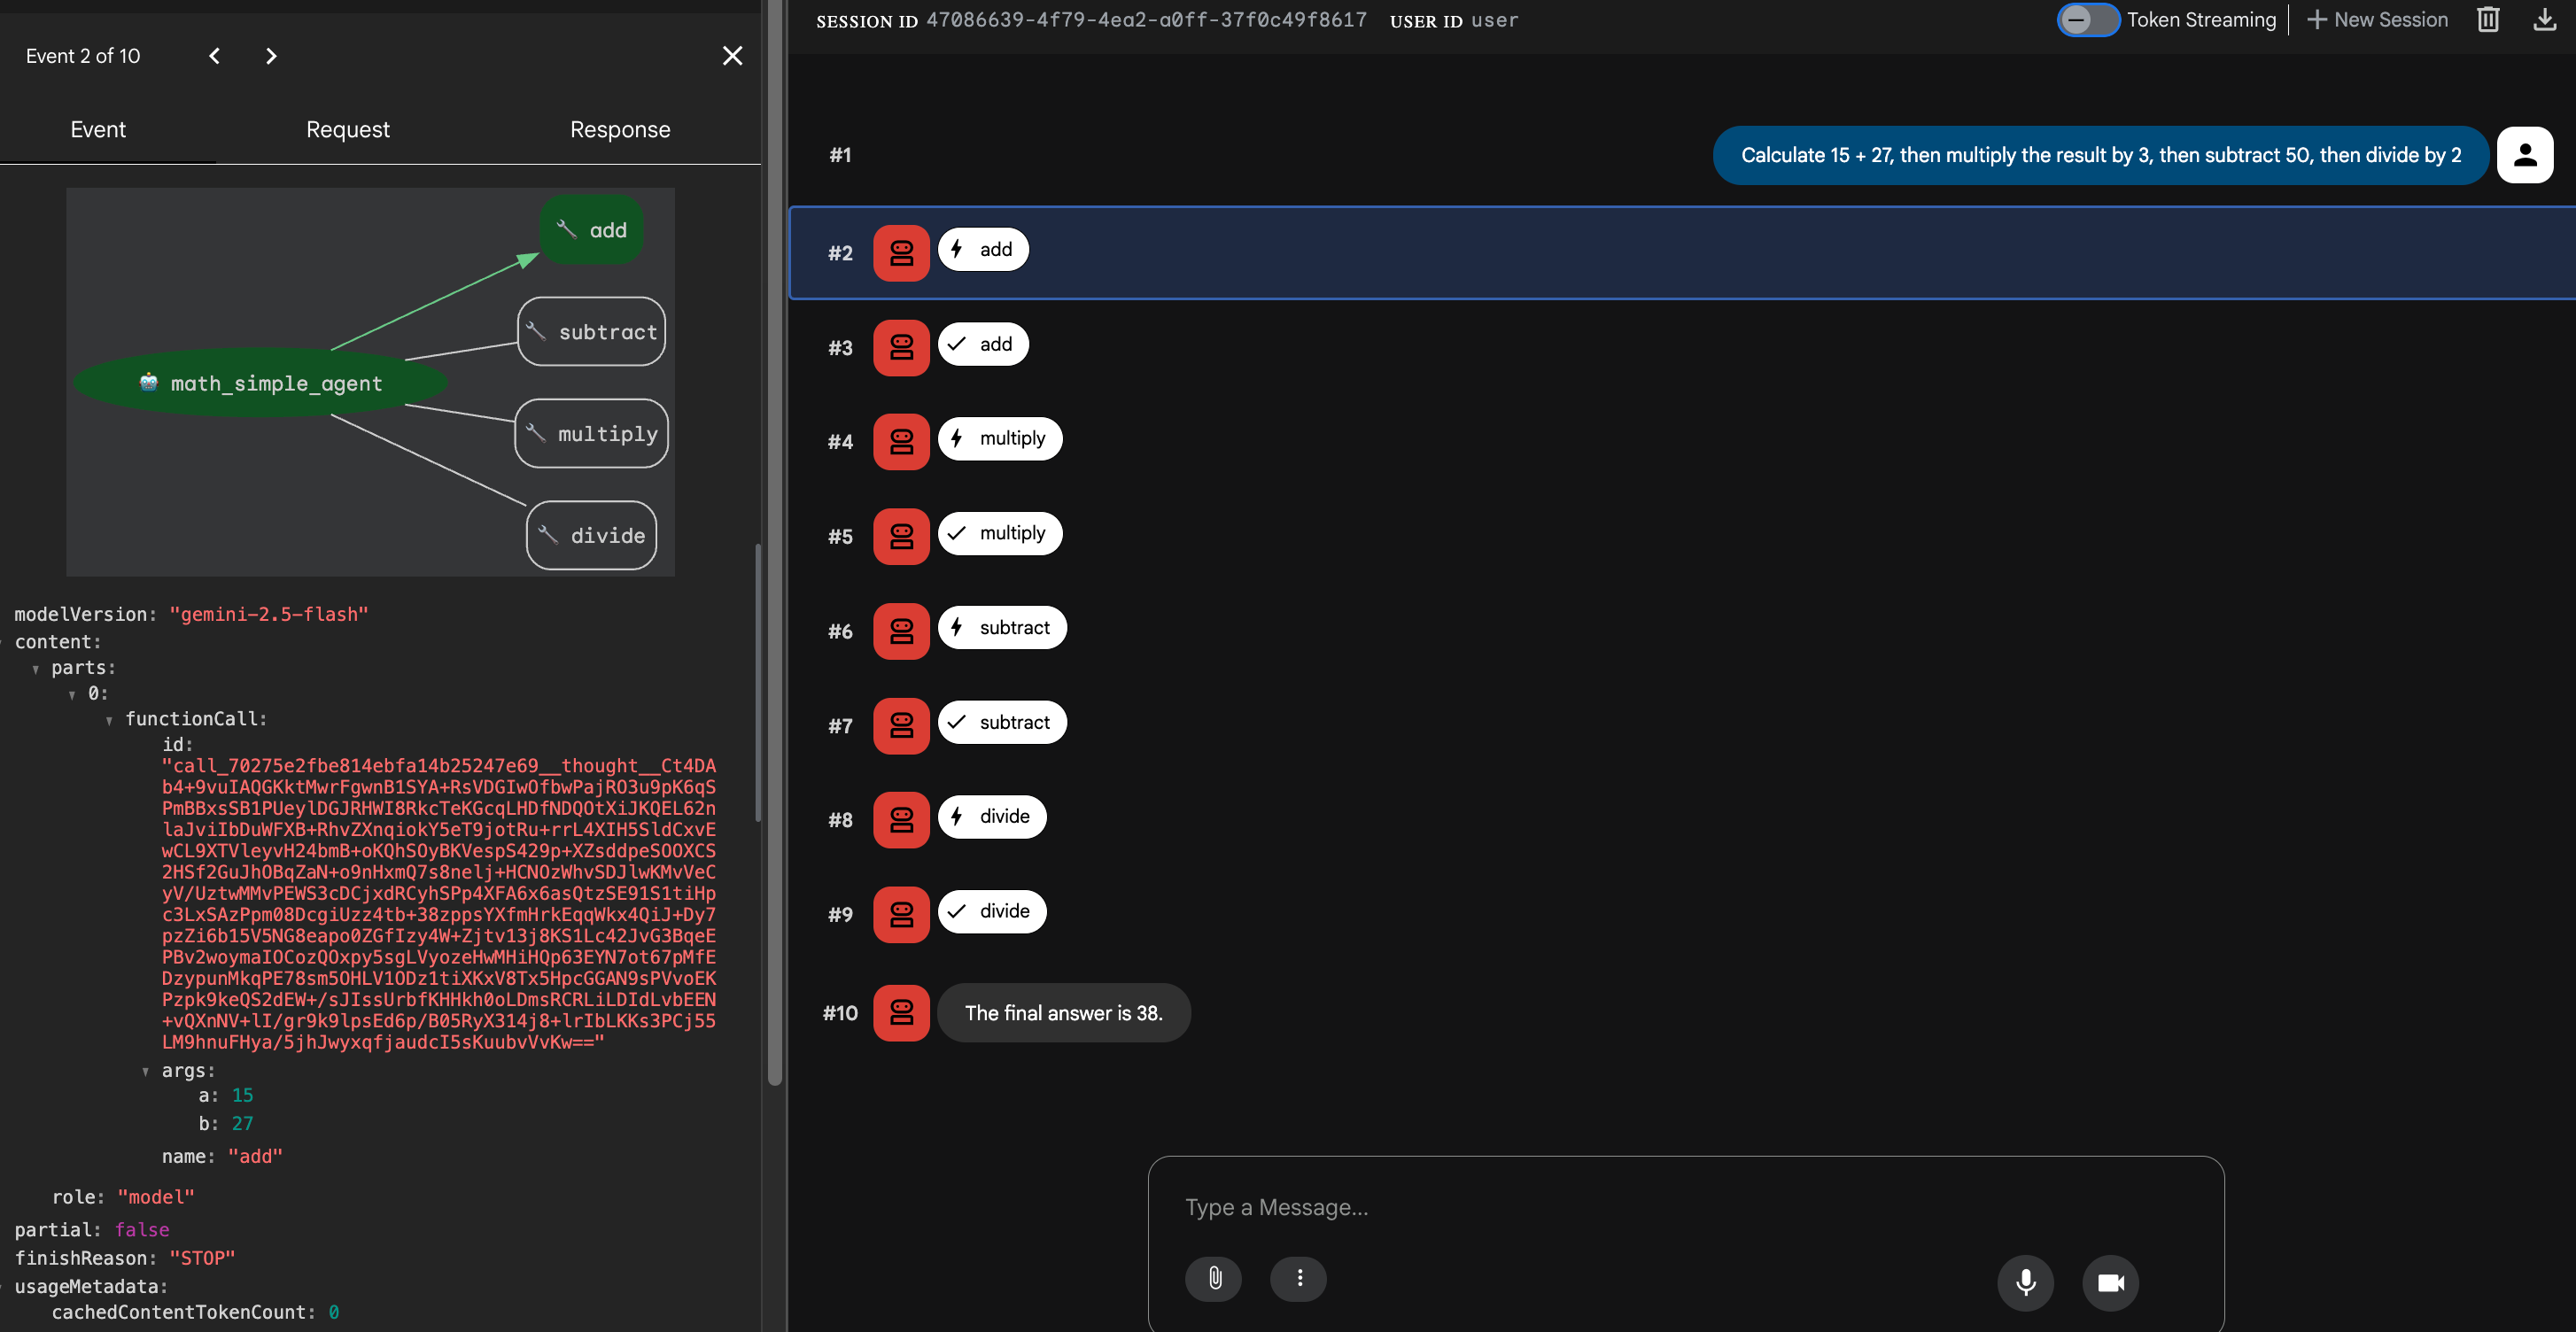 Event 2 of 10
Event Request Response
add
subtract
math_simple_agent
multiply
divide
modelVersion: "gemini-2.5-flash"
content:
parts:
0:
functionCall:
id:
"call_70275e2fbe814ebfa14b25247e69__thought__Ct4DA
b4+9vuIAQGKktMwrFgwnB1SYA+RsVDGIwOfbwPajRO3u9pK6qS
PmBBxsSB1PUeylDGJRHWI8RkcTeKGcqLHDfNDQOtXiJKQEL62n
laJviIbDuWFXB+RhvZXnqiokY5eT9jotRu+rrL4XIH5SldCxvE
wCL9XTVleyvH24bmB+oKQhSOyBKVespS429p+XZsddpeSOOXCS
2HSf2GuJhOBqZaN+o9nHxmQ7s8nelj+HCNOzWhvSDJlwKMvVeC
yV/UztwMMvPEWS3cDCjxdRCyhSPp4XFA6x6asQtzSE91S1tiHp
c3LxSAzPpm08DcgiUzz4tb+38zppsYXfmHrkEqqWkx4QiJ+Dy7
pzZi6b15V5NG8eapo0ZGfIzy4W+Zjtv13j8KS1Lc42JvG3BqeE
PBv2woymaIOCozQOxpy5sgLVyozeHwMHiHQp63EYN7ot67pMfE
DzypunMkqPE78sm5OHLV1ODz1tiXKxV8Tx5HpcGGAN9sPVvoEK
Pzpk9keQS2dEW+/sJIssUrbfKHHkh0oLDmsRCRLiLDIdLvbEEN
+vQXnNV+lI/gr9k9lpsEd6p/B05RyX314j8+lrIbLKKs3PCj55
LM9hnuFHya/5jhJwyxqfjaudcI5sKuubvVvKw=="
args:
a: 15
b: 27
name: "add"
role: "model"
partial: false
finishReason: "STOP"
usageMetadata:
cachedContentTokenCount: 0
SESSION ID 47086639-4f79-4ea2-a0ff-37f0c49f8617 USER ID user
Token Streaming
New Session
#1
Calculate 15 + 27, then multiply the result by 3, then subtract 50, then divide by 2
#2 add
#3 add
#4 multiply
#5 multiply
#6 subtract
#7 subtract
#8 divide
#9 divide
#10 The final answer is 38.
Type a Message...